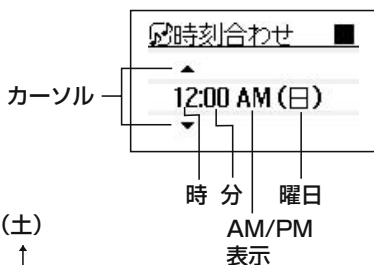 時刻合わせ
カーソル
12:00 AM (日)
時 分 曜日
(土)
AM/PM
表示